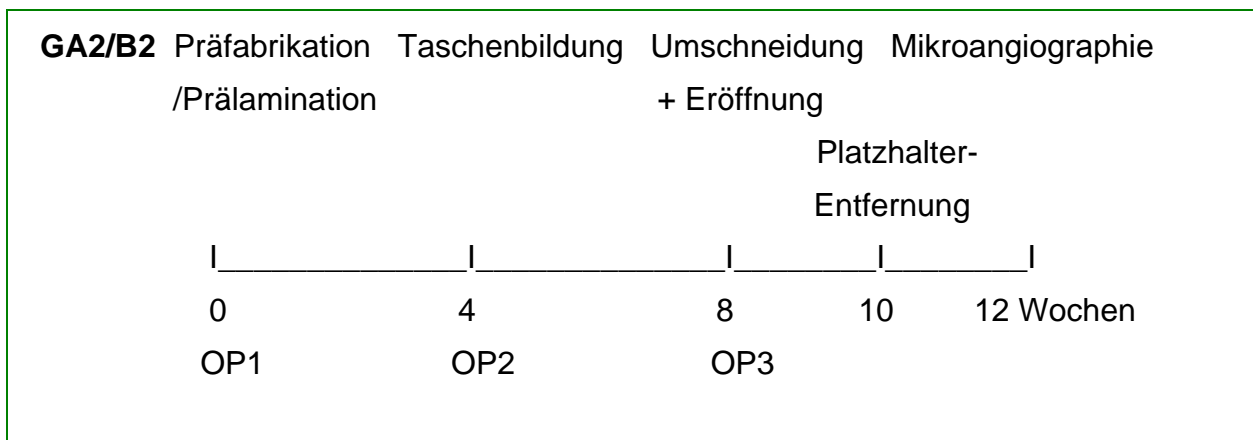 GA2/B2 Präfabrikation Taschenbildung Umschneidung Mikroangiographie
/Prälamination + Eröffnung
Platzhalter-
Entfernung
I______________I______________I________I________I
0 4 8 10 12 Wochen
OP1 OP2 OP3